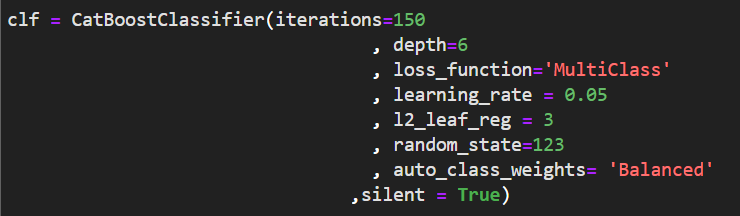 clf = CatBoostClassifier(iterations=150
, depth=6
, loss_function='MultiClass'
, learning_rate = 0.05
, l2_leaf_reg = 3
, random_state=123
, auto_class_weights= 'Balanced'
,silent = True)